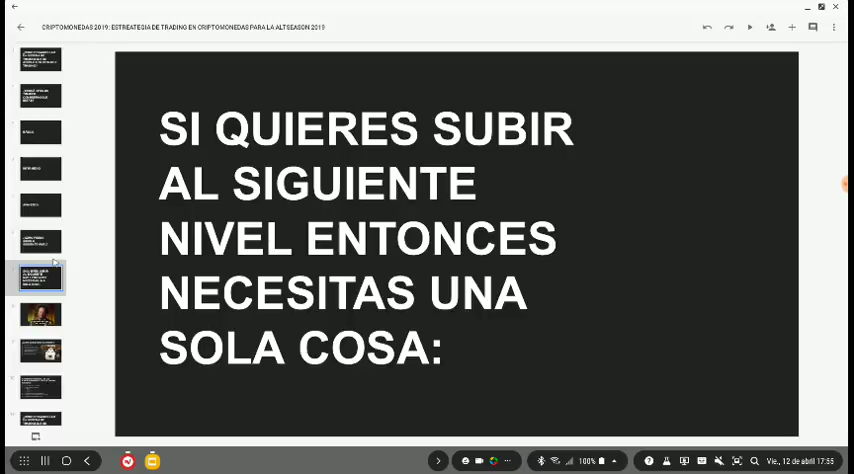 CRIPTOMONEDAS 2019: ESTREATEGIA DE TRADING EN CRIPTOMONEDAS PARA LA ALTSEASON 2019
SI QUIERES SUBIR
AL SIGUIENTE
NIVEL ENTONCES
NECESITAS UNA
SOLA COSA:
100%
Vie., 12 de abril 17:55